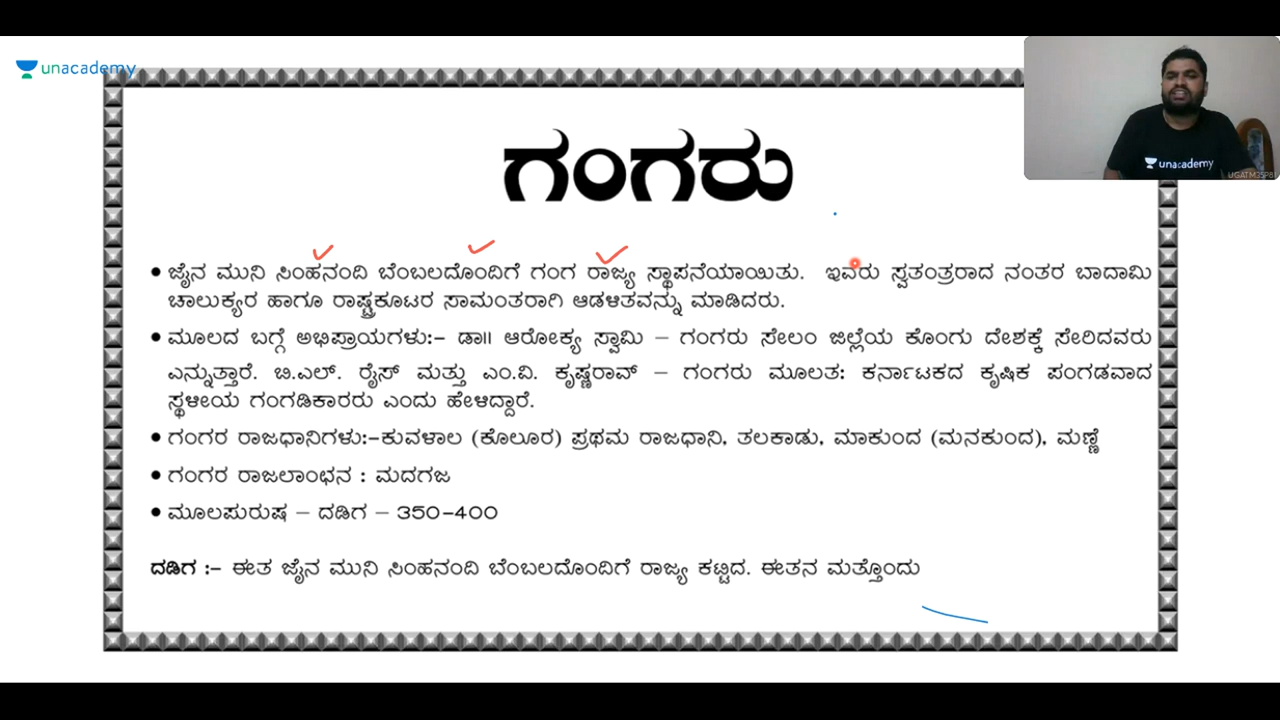 unacademy
unacademy
UGATM3SP8I
ಗಂಗರು
• ಜೈನ ಮುನಿ ಸಿಂಹನಂದಿ ಬೆಂಬಲದೊಂದಿಗೆ ಗಂಗ ರಾಜ್ಯ ಸ್ಥಾಪನೆಯಾಯಿತು. ಇವರು ಸ್ವತಂತ್ರರಾದ ನಂತರ ಬಾದಾಮಿ
ಚಾಲುಕ್ಯರ ಹಾಗೂ ರಾಷ್ಟ್ರಕೂಟರ ಸಾಮಂತರಾಗಿ ಆಡಳಿತವನ್ನು ಮಾಡಿದರು.
• ಮೂಲದ ಬಗ್ಗೆ ಅಭಿಪ್ರಾಯಗಳು:- ಡಾ॥ ಆರೋಕ್ಯ ಸ್ವಾಮಿ – ಗಂಗರು ಸೇಲಂ ಜಿಲ್ಲೆಯ ಕೊಂಗು ದೇಶಕ್ಕೆ ಸೇರಿದವರು
ಎನ್ನುತ್ತಾರೆ. ಬಿ.ಎಲ್. ರೈಸ್ ಮತ್ತು ಎಂ.ವಿ. ಕೃಷ್ಣರಾವ್ – ಗಂಗರು ಮೂಲತ: ಕರ್ನಾಟಕದ ಕೃಷಿಕ ಪಂಗಡವಾದ
ಸ್ಥಳೀಯ ಗಂಗಡಿಕಾರರು ಎಂದು ಹೇಳಿದ್ದಾರೆ.
• ಗಂಗರ ರಾಜಧಾನಿಗಳು:-ಕುವಳಾಲ (ಕೊಲೂರ) ಪ್ರಥಮ ರಾಜಧಾನಿ, ತಲಕಾಡು, ಮಾಕುಂದ (ಮನಕುಂದ), ಮಣ್ಣೆ
• ಗಂಗರ ರಾಜಲಾಂಛನ : ಮದಗಜ
• ಮೂಲಪುರುಷ – ದಡಿಗ – 350-400
ದಡಿಗ :- ಈತ ಜೈನ ಮುನಿ ಸಿಂಹನಂದಿ ಬೆಂಬಲದೊಂದಿಗೆ ರಾಜ್ಯ ಕಟ್ಟಿದ. ಈತನ ಮತ್ತೊಂದು